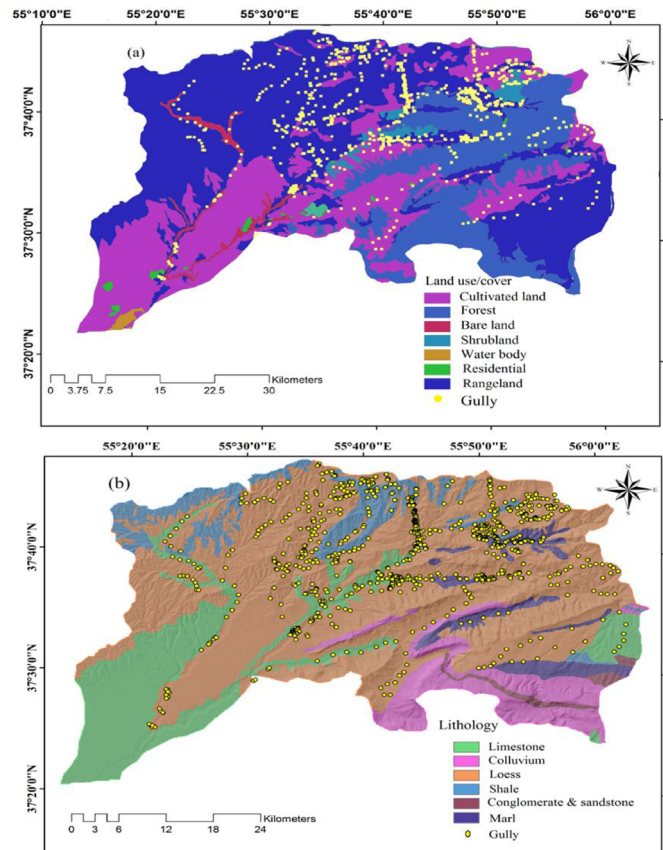 55°20'0"E 55°30'0"E 55°40'0"E 55°50'0"E 56°0'0"E
(a)
N
W E
S
37°40'0"N
37°30'0"N
37°20'0"N
Land use/cover
Cultivated land
Forest
Bare land
Shrubland
Water body
Residential
Rangeland
Gully
Kilometers
0 3.75 7.5 15 22.5 30
55°20'0"E 55°30'0"E 55°40'0"E 55°50'0"E 56°0'0"E
(b)
N
W E
S
37°40'0"N
37°30'0"N
37°20'0"N
Lithology
Limestone
Colluvium
Loess
Shale
Conglomerate & sandstone
Marl
Gully
Kilometers
0 3 6 12 18 24